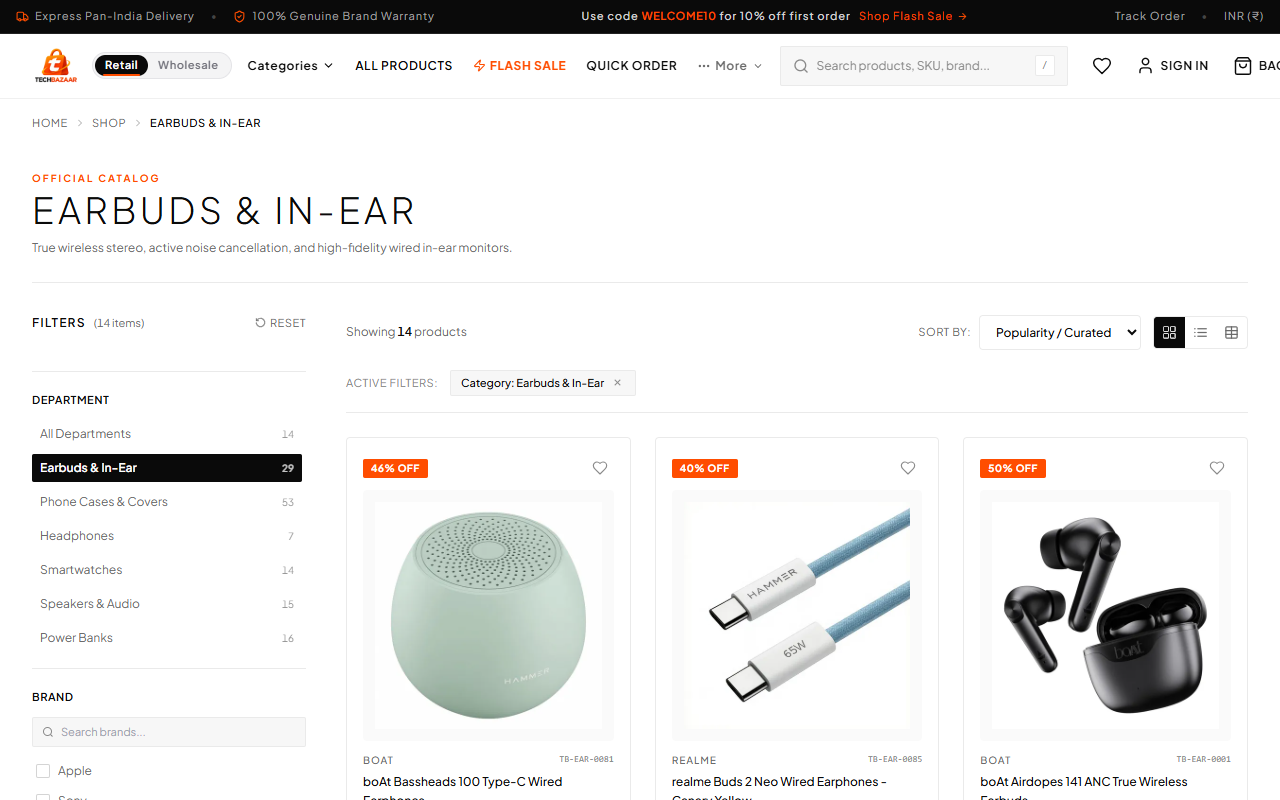 Express Pan-India Delivery • 100% Genuine Brand Warranty
Use code WELCOME10 for 10% off first order Shop Flash Sale →
Track Order • INR (₹)
TECHBAZAAR
Retail Wholesale
Categories
ALL PRODUCTS
FLASH SALE
QUICK ORDER
··· More
Search products, SKU, brand... /
SIGN IN
BAG
HOME > SHOP > EARBUDS & IN-EAR
OFFICIAL CATALOG
EARBUDS & IN-EAR
True wireless stereo, active noise cancellation, and high-fidelity wired in-ear monitors.
FILTERS (14 items) RESET
DEPARTMENT
All Departments 14
Earbuds & In-Ear 29
Phone Cases & Covers 53
Headphones 7
Smartwatches 14
Speakers & Audio 15
Power Banks 16
BRAND
Search brands...
Apple
Showing 14 products
SORT BY: Popularity / Curated
ACTIVE FILTERS: Category: Earbuds & In-Ear ×
46% OFF
HAMMER
BOAT TB-EAR-0081
boAt Bassheads 100 Type-C Wired
Earphones
40% OFF
HAMMER
65W
REALME TB-EAR-0085
realme Buds 2 Neo Wired Earphones -
Canary Yellow
50% OFF
boAt
BOAT TB-EAR-0001
boAt Airdopes 141 ANC True Wireless
Earbuds